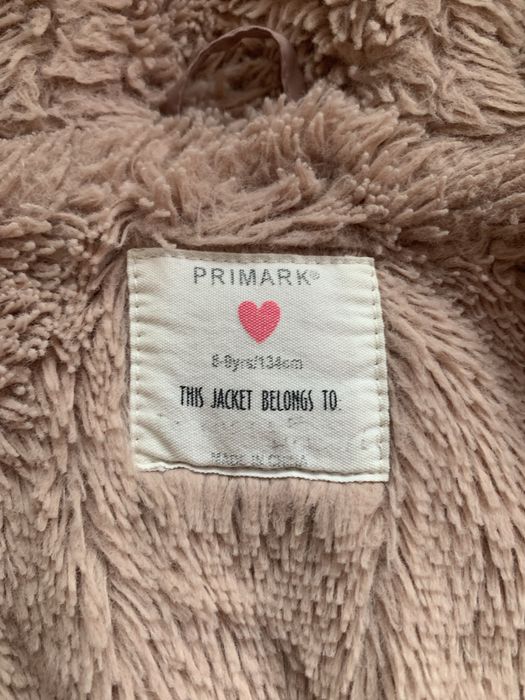 PRIMARK®
8-9yrs/134cm
THIS JACKET BELONGS TO:
MADE IN CHINA